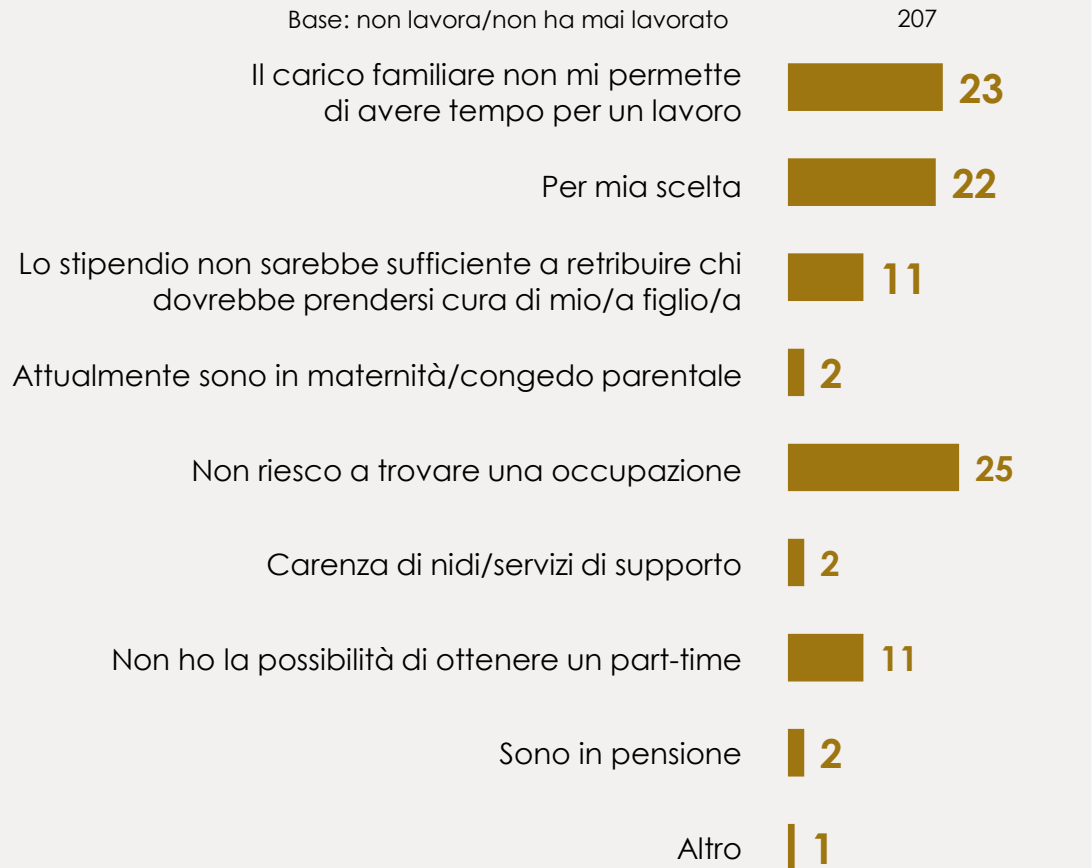 Base: non lavora/non ha mai lavorato 207
Il carico familiare non mi permette
di avere tempo per un lavoro 23
Per mia scelta 22
Lo stipendio non sarebbe sufficiente a retribuire chi
dovrebbe prendersi cura di mio/a figlio/a 11
Attualmente sono in maternità/congedo parentale 2
Non riesco a trovare una occupazione 25
Carenza di nidi/servizi di supporto 2
Non ho la possibilità di ottenere un part-time 11
Sono in pensione 2
Altro 1